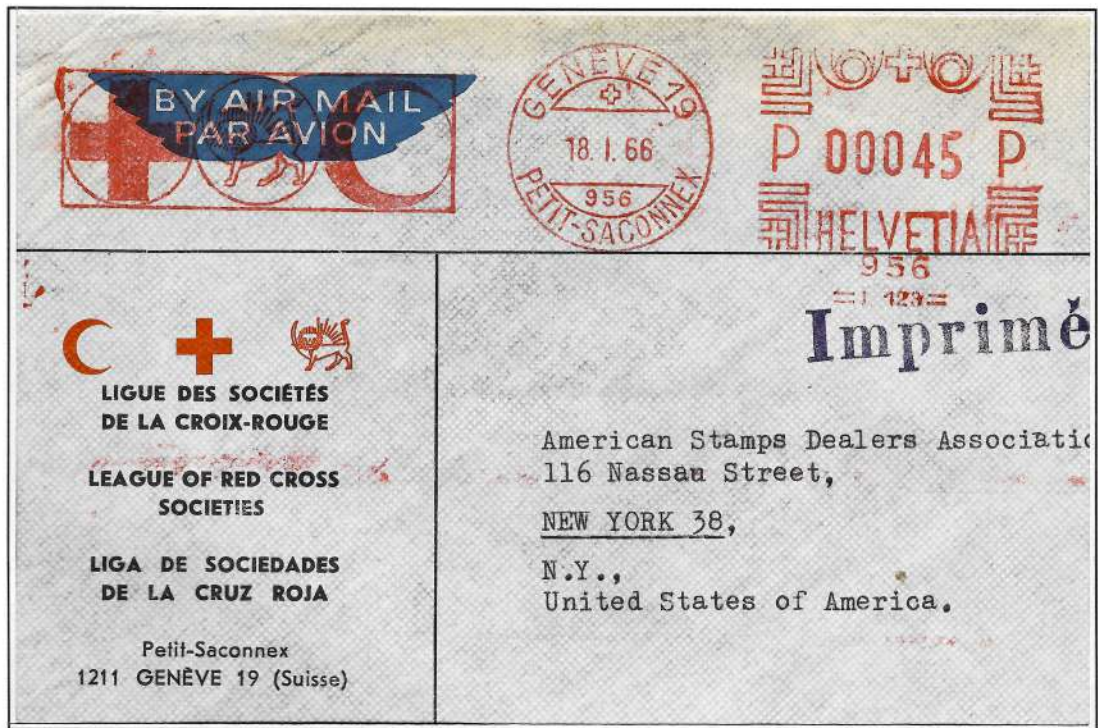 BY AIR MAIL
PAR AVION
GENÈVE 19
18. I. 66
956
PETIT-SACONNEX
P 00045 P
HELVETIA
956
Imprimé
LIGUE DES SOCIÉTÉS
DE LA CROIX-ROUGE
LEAGUE OF RED CROSS
SOCIETIES
LIGA DE SOCIEDADES
DE LA CRUZ ROJA
Petit-Saconnex
1211 GENÈVE 19 (Suisse)
American Stamps Dealers Associatio
116 Nassau Street,
NEW YORK 38,
N.Y.,
United States of America.